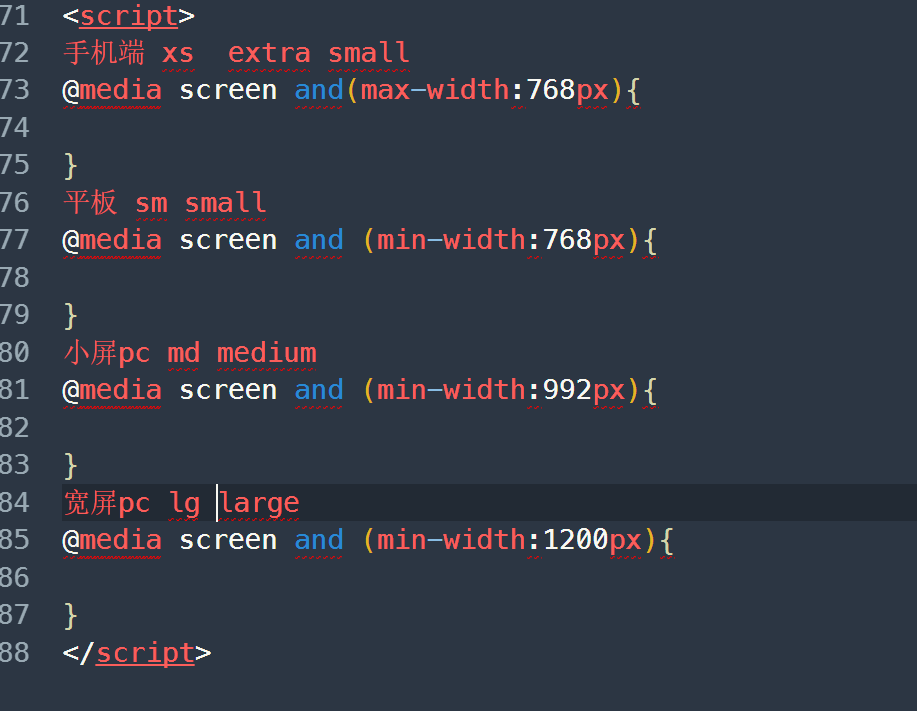 71 <script>
72 手机端 xs  extra small
73 @media screen and(max-width:768px){
74
75 }
76 平板 sm small
77 @media screen and (min-width:768px){
78
79 }
80 小屏pc md medium
81 @media screen and (min-width:992px){
82
83 }
84 宽屏pc lg large
85 @media screen and (min-width:1200px){
86
87 }
88 </script>